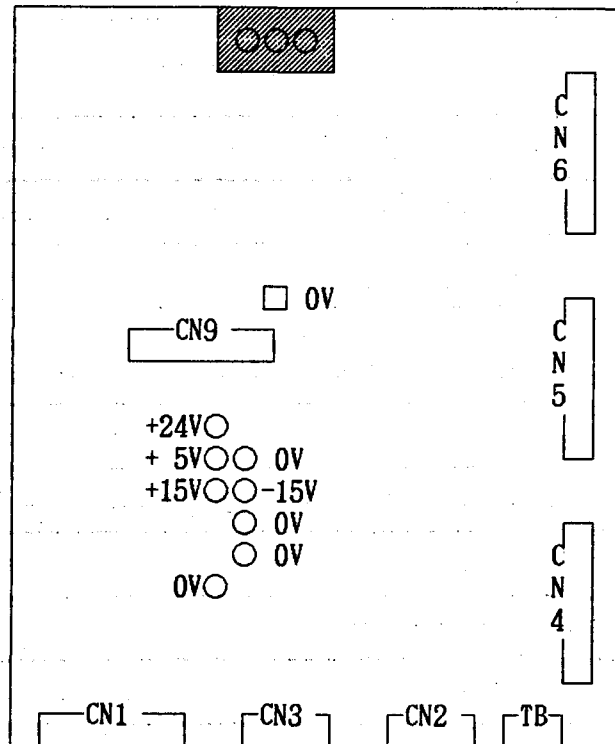 CN6
0V
CN9
CN5
+24V
+ 5V 0V
+15V -15V
0V
0V
0V
CN4
CN1 CN3 CN2 TB